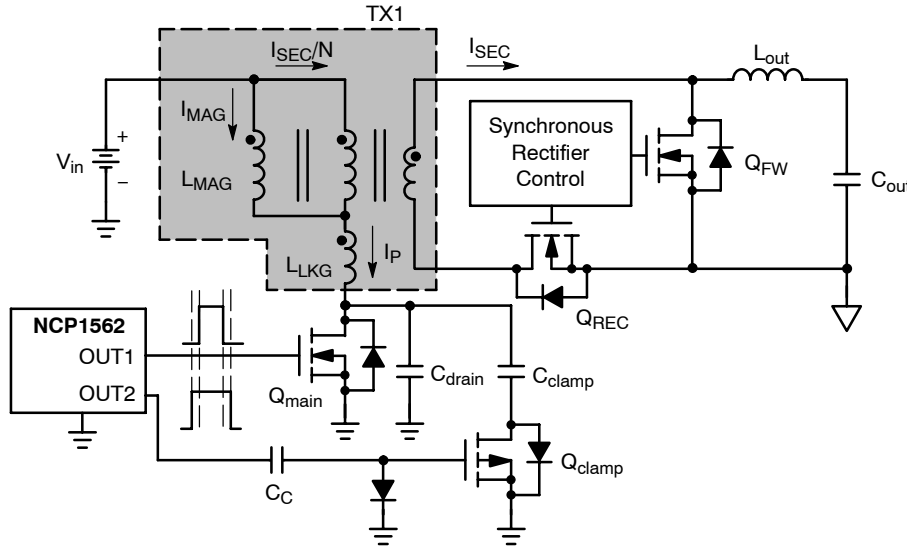 TX1
I_SEC/N
I_SEC
L_out
I_MAG
+
V_in
−
L_MAG
Synchronous
Rectifier
Control
Q_FW
C_out
L_LKG
I_P
Q_REC
NCP1562
OUT1
OUT2
Q_main
C_drain
C_clamp
Q_clamp
C_C